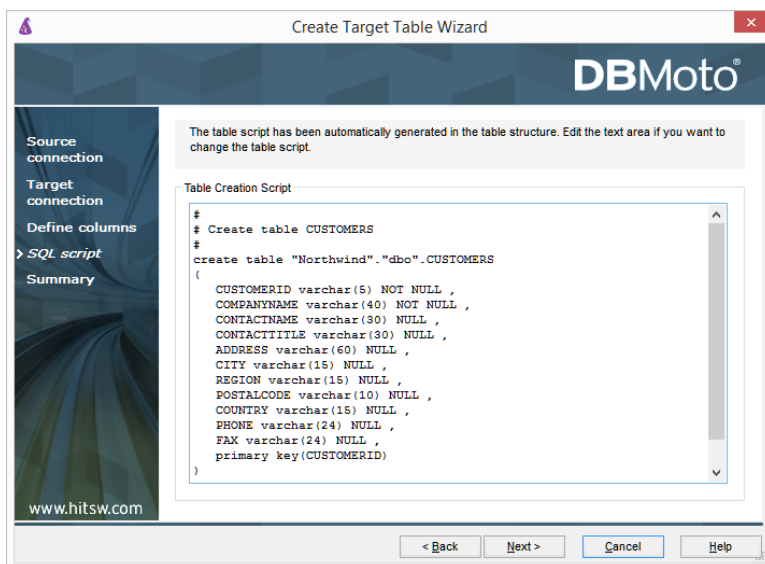 Create Target Table Wizard
DBMoto®
Source
connection
Target
connection
Define columns
SQL script
Summary
www.hitsw.com
The table script has been automatically generated in the table structure. Edit the text area if you want to
change the table script.
Table Creation Script
#
# Create table CUSTOMERS
#
create table "Northwind"."dbo".CUSTOMERS
(
CUSTOMERID varchar(5) NOT NULL ,
COMPANYNAME varchar(40) NOT NULL ,
CONTACTNAME varchar(30) NULL ,
CONTACTTITLE varchar(30) NULL ,
ADDRESS varchar(60) NULL ,
CITY varchar(15) NULL ,
REGION varchar(15) NULL ,
POSTALCODE varchar(10) NULL ,
COUNTRY varchar(15) NULL ,
PHONE varchar(24) NULL ,
FAX varchar(24) NULL ,
primary key(CUSTOMERID)
)
< Back Next > Cancel Help